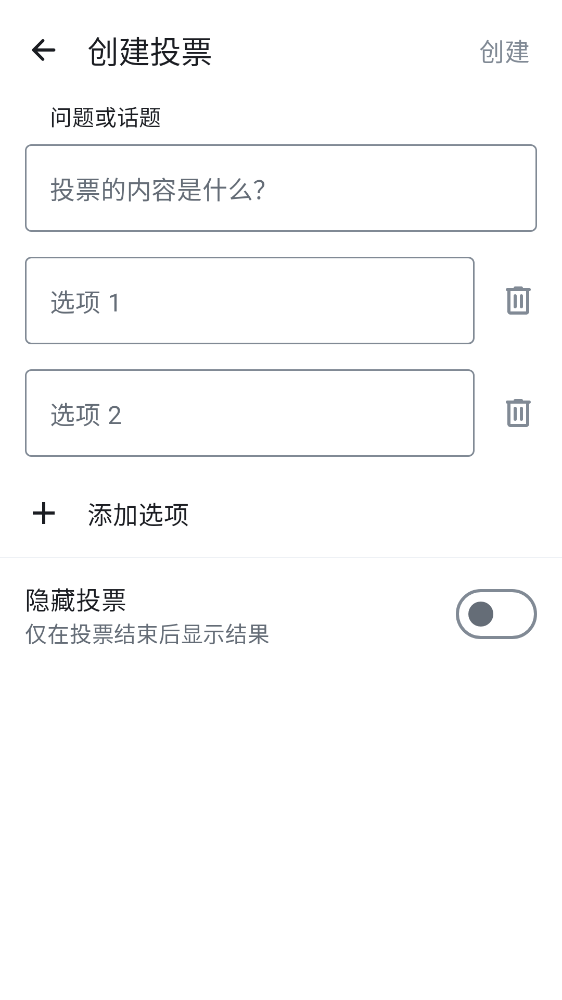 创建投票
创建
问题或话题
投票的内容是什么?
选项 1
选项 2
添加选项
隐藏投票
仅在投票结束后显示结果